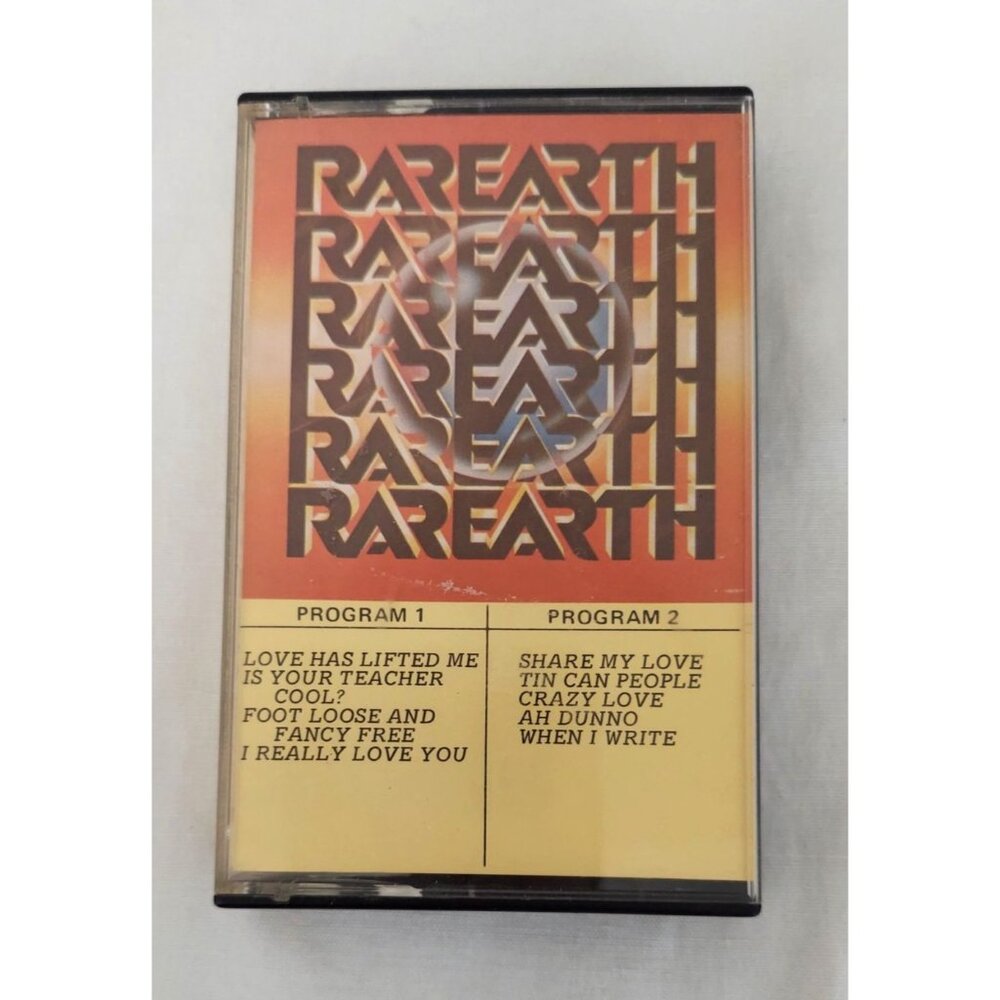 RAREARTH
RAREARTH
RAREARTH
RAREARTH
RAREARTH
RAREARTH
PROGRAM 1
LOVE HAS LIFTED ME
IS YOUR TEACHER
COOL?
FOOT LOOSE AND
FANCY FREE
I REALLY LOVE YOU
PROGRAM 2
SHARE MY LOVE
TIN CAN PEOPLE
CRAZY LOVE
AH DUNNO
WHEN I WRITE